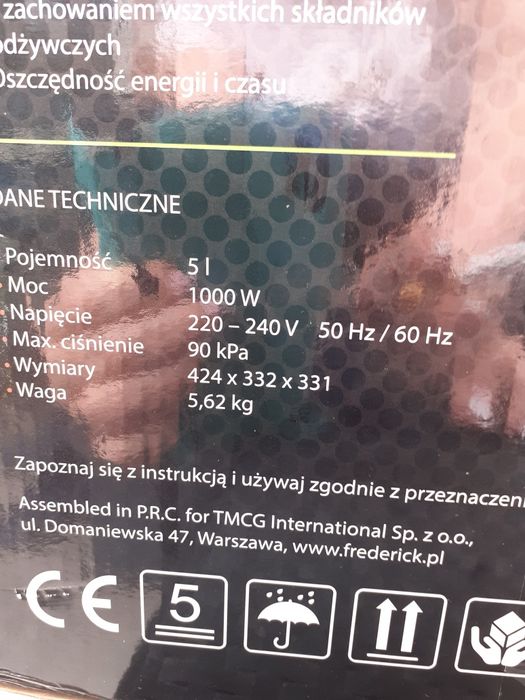 zachowaniem wszystkich składników
odżywczych
Oszczędność energii i czasu
DANE TECHNICZNE
Pojemność 5 l
Moc 1000 W
Napięcie 220 – 240 V 50 Hz / 60 Hz
Max. ciśnienie 90 kPa
Wymiary 424 x 332 x 331
Waga 5,62 kg
Zapoznaj się z instrukcją i używaj zgodnie z przeznaczeni
Assembled in P.R.C. for TMCG International Sp. z o.o.,
ul. Domaniewska 47, Warszawa, www.frederick.pl
CE 5